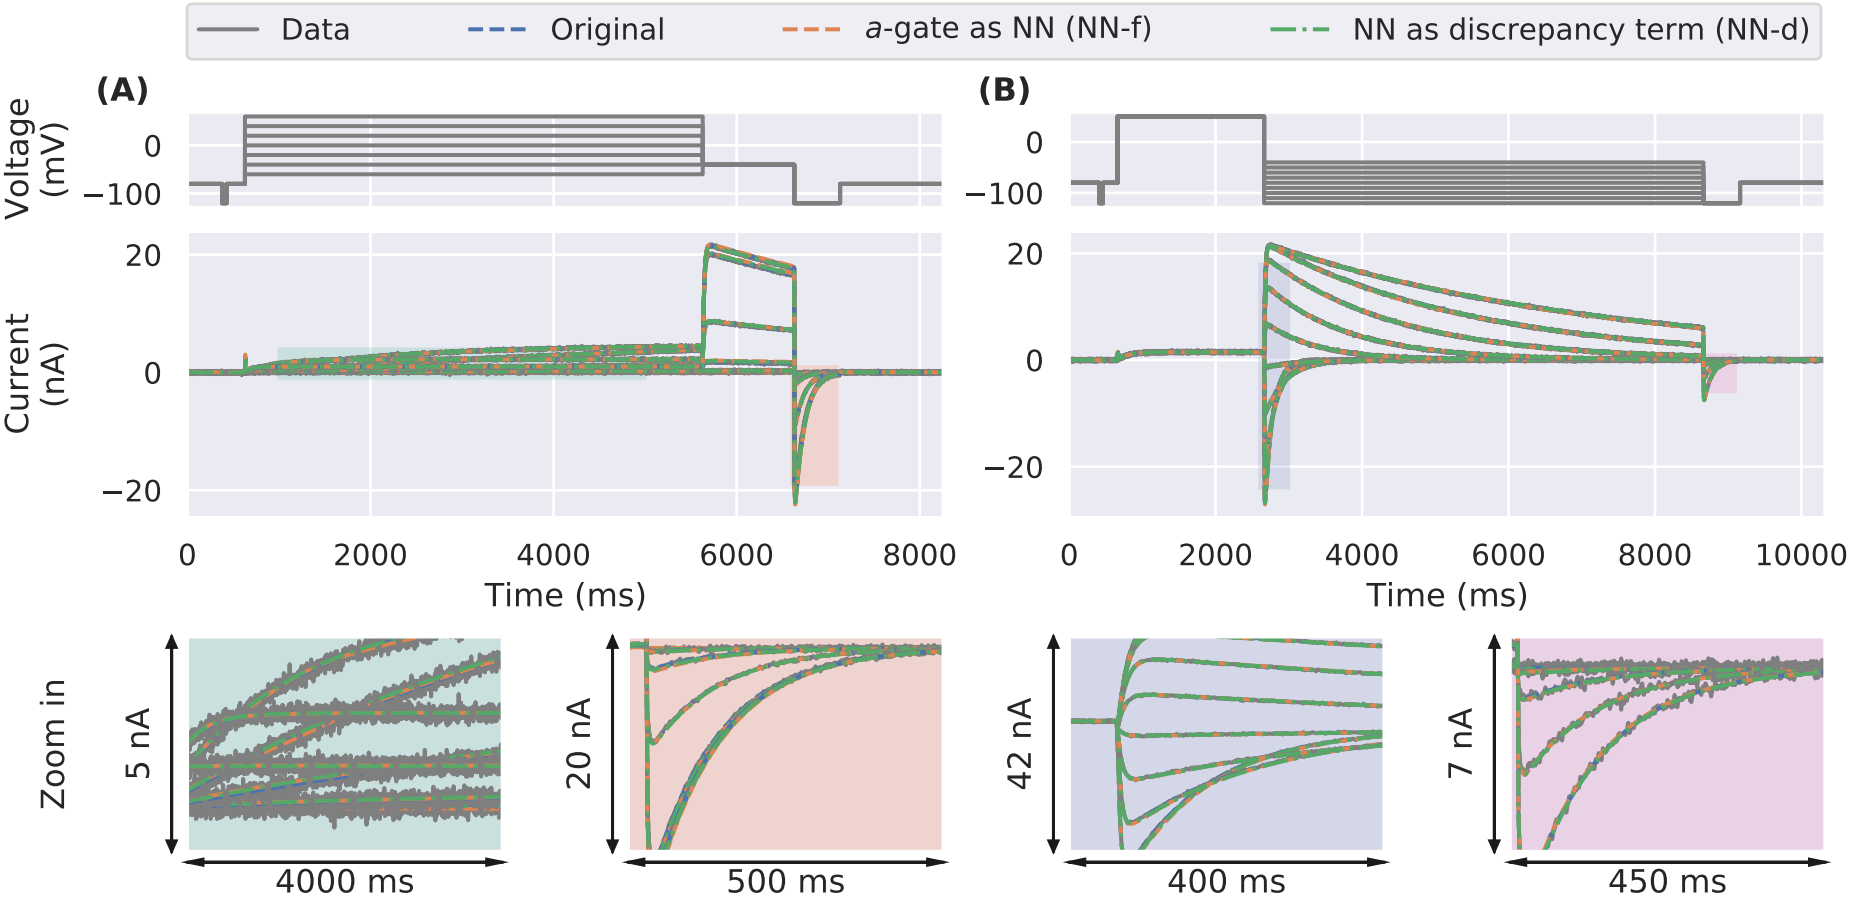 Data Original a-gate as NN (NN-f) NN as discrepancy term (NN-d)
(A)
Voltage
(mV)
0
−100
Current
(nA)
20
0
−20
0 2000 4000 6000 8000
Time (ms)
(B)
0
−100
20
0
−20
0 2000 4000 6000 8000 10000
Time (ms)
Zoom in
5 nA
4000 ms
20 nA
500 ms
42 nA
400 ms
7 nA
450 ms